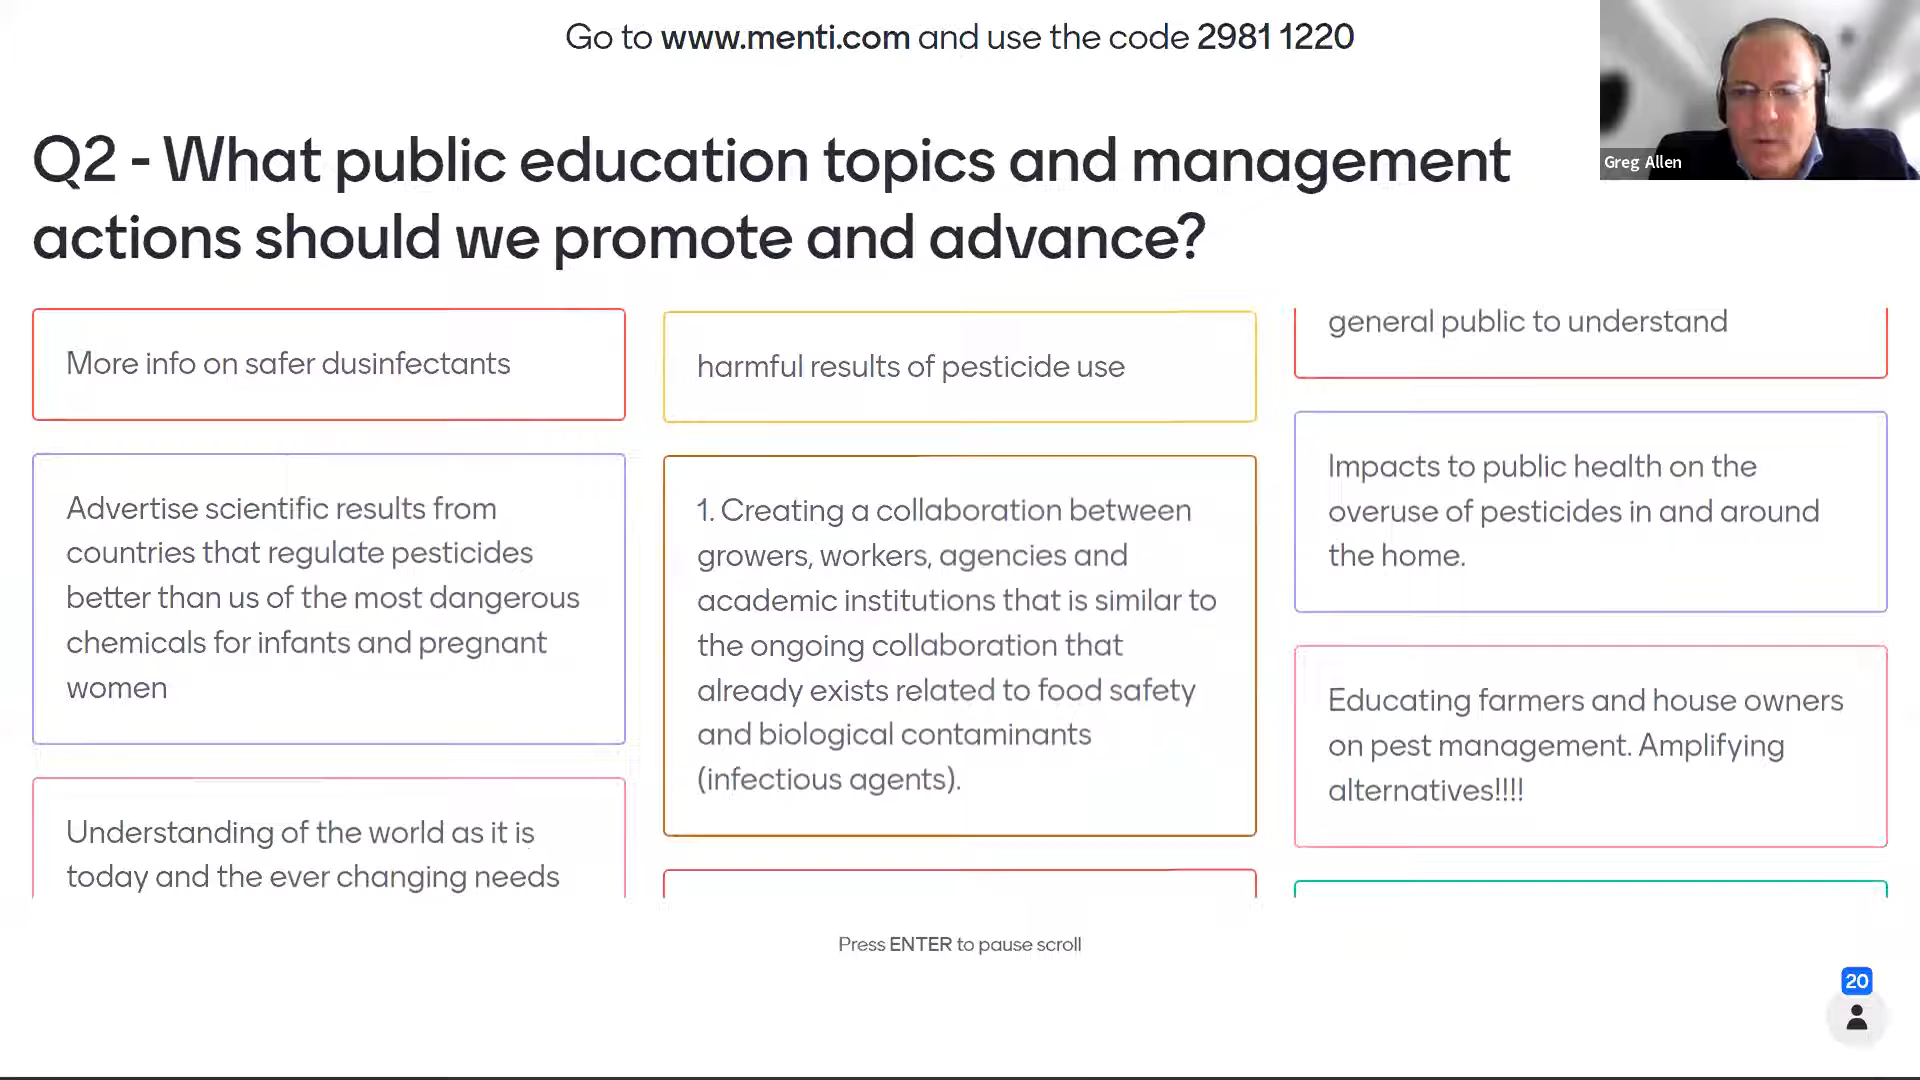 Go to www.menti.com and use the code 2981 1220
Greg Allen
Q2 - What public education topics and management
actions should we promote and advance?
More info on safer dusinfectants
Advertise scientific results from
countries that regulate pesticides
better than us of the most dangerous
chemicals for infants and pregnant
women
Understanding of the world as it is
today and the ever changing needs
harmful results of pesticide use
1. Creating a collaboration between
growers, workers, agencies and
academic institutions that is similar to
the ongoing collaboration that
already exists related to food safety
and biological contaminants
(infectious agents).
general public to understand
Impacts to public health on the
overuse of pesticides in and around
the home.
Educating farmers and house owners
on pest management. Amplifying
alternatives!!!!
Press ENTER to pause scroll
20